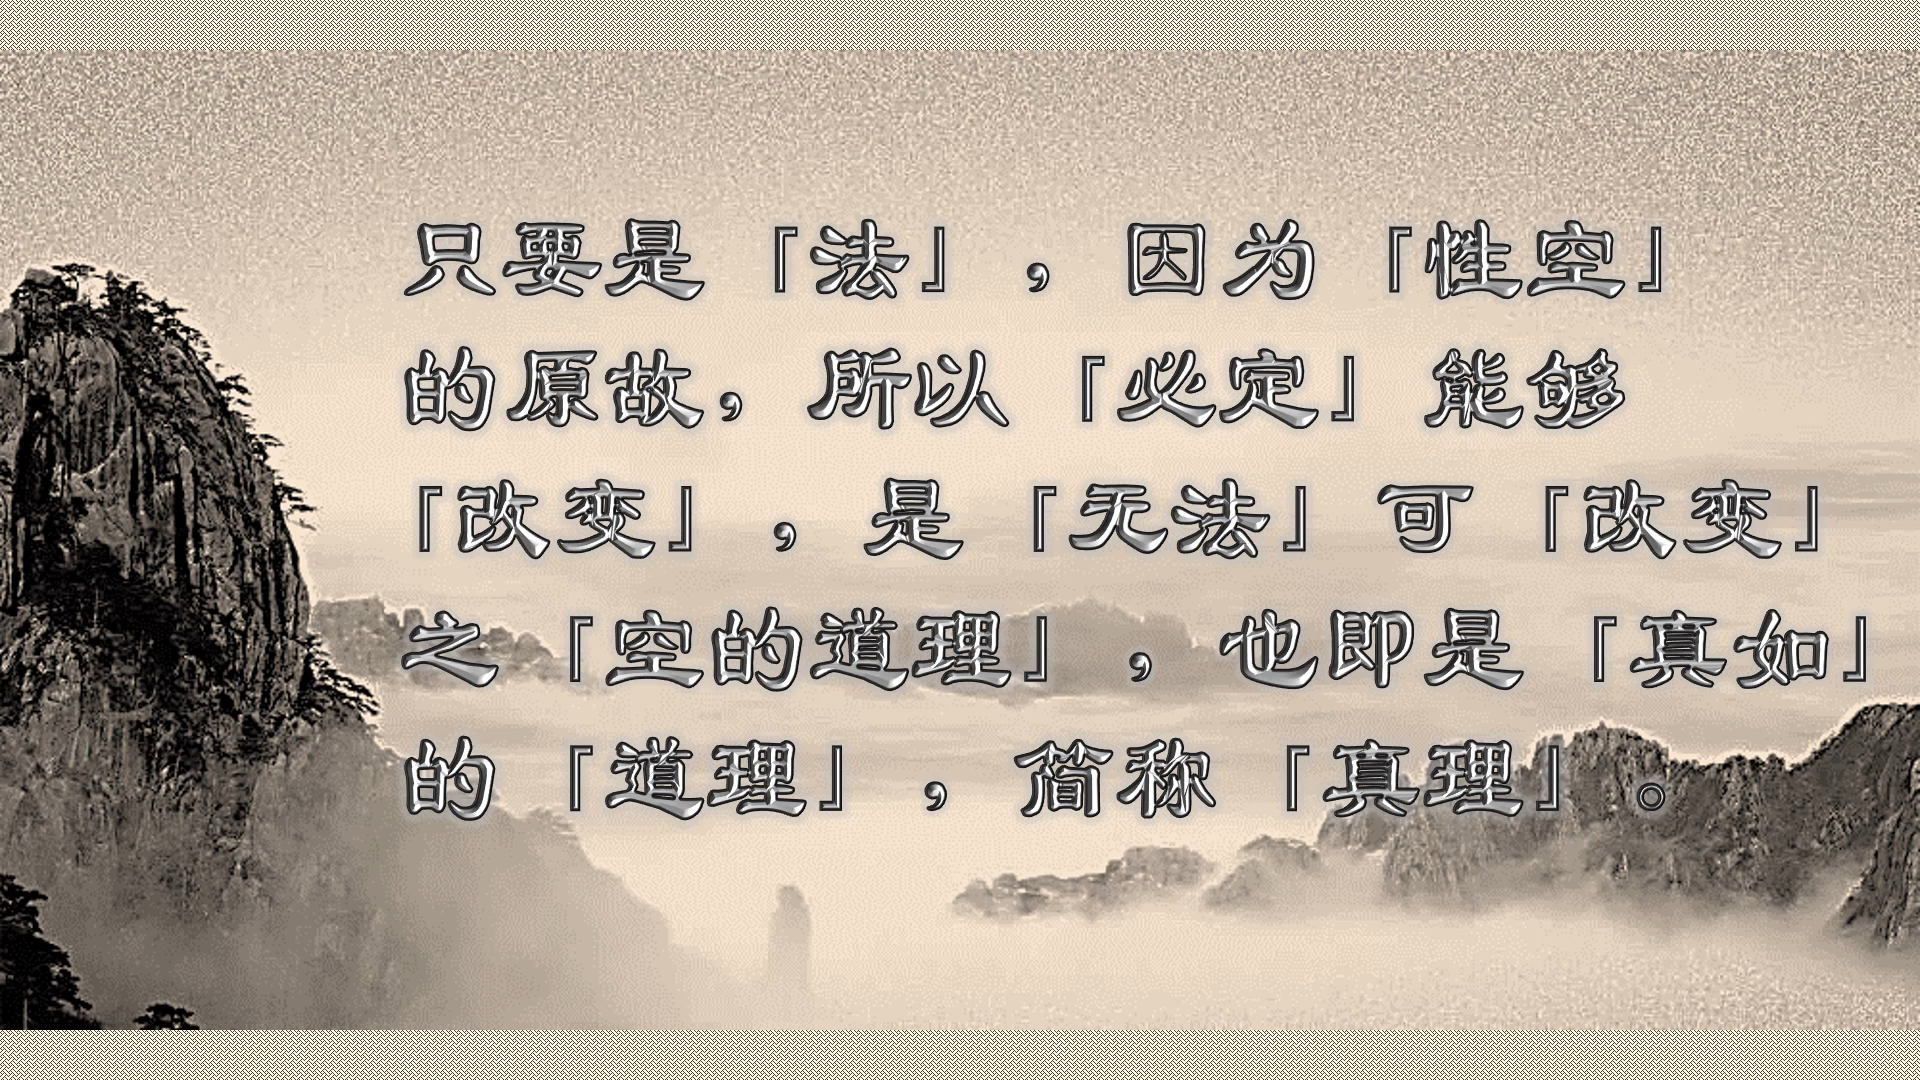 只要是「法」，因为「性空」
的原故，所以「必定」能够
「改变」，是「无法」可「改变」
之「空的道理」，也即是「真如」
的「道理」，简称「真理」。